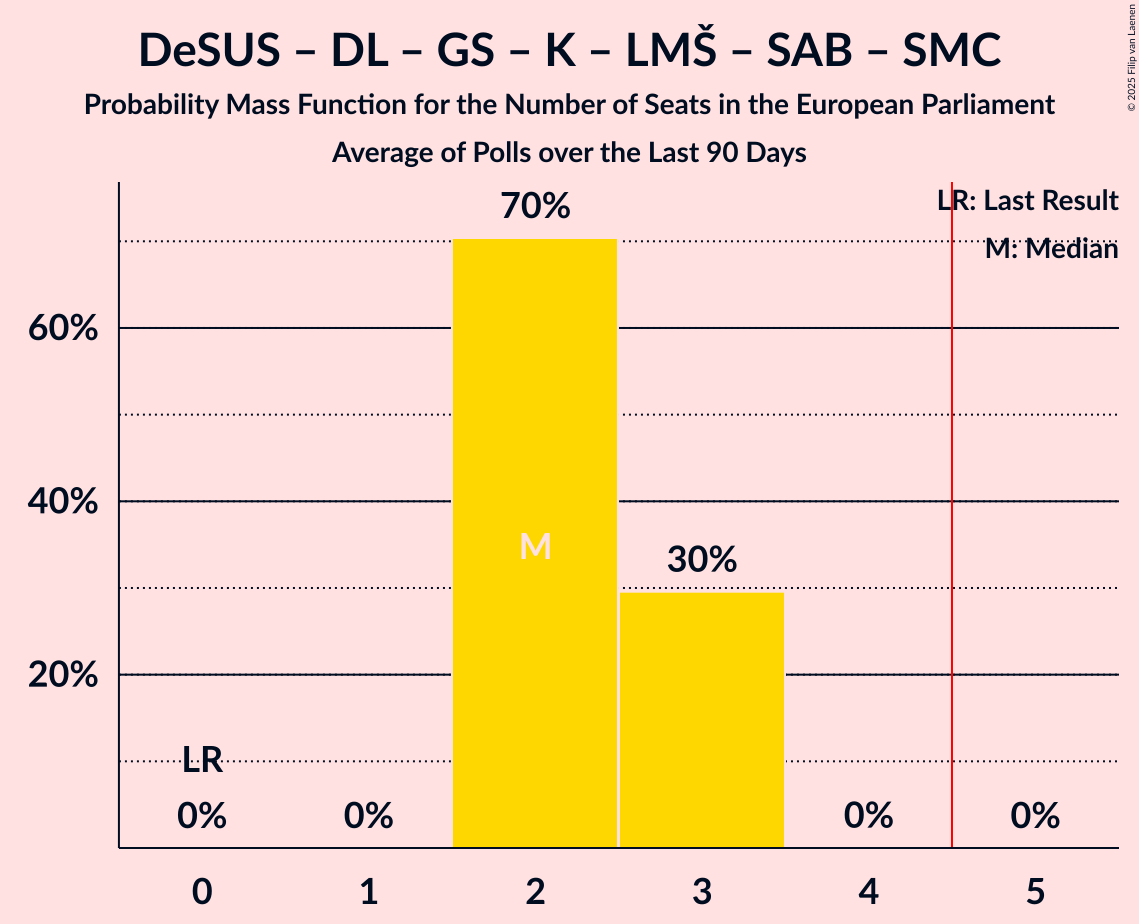 DeSUS – DL – GS – K – LMŠ – SAB – SMC
Probability Mass Function for the Number of Seats in the European Parliament
Average of Polls over the Last 90 Days
© 2025 Filip van Laenen
LR: Last Result
M: Median
70%
60%
40%
M
30%
20%
LR
0%
0%
0%
0%
0
1
2
3
4
5